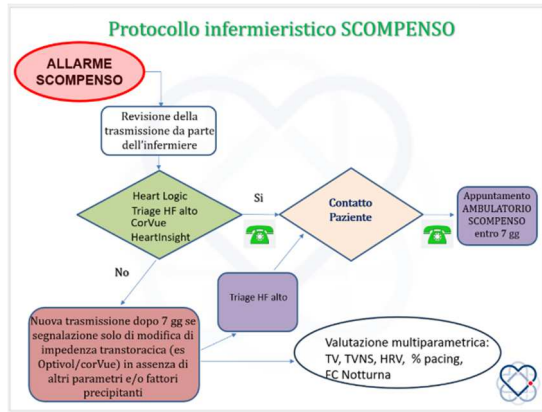 Protocollo infermieristico SCOMPENSO
ALLARME
SCOMPENSO
Revisione della
trasmissione da parte
dell'infermiere
Heart Logic
Triage HF alto
CorVue
HeartInsight
Si
Contatto
Paziente
Appuntamento
AMBULATORIO
SCOMPENSO
entro 7 gg
No
Triage HF alto
Nuova trasmissione dopo 7 gg se
segnalazione solo di modifica di
impedenza transtoracica (es
Optivol/corVue) in assenza di
altri parametri e/o fattori
precipitanti
Valutazione multiparametrica:
TV, TVNS, HRV, % pacing,
FC Notturna